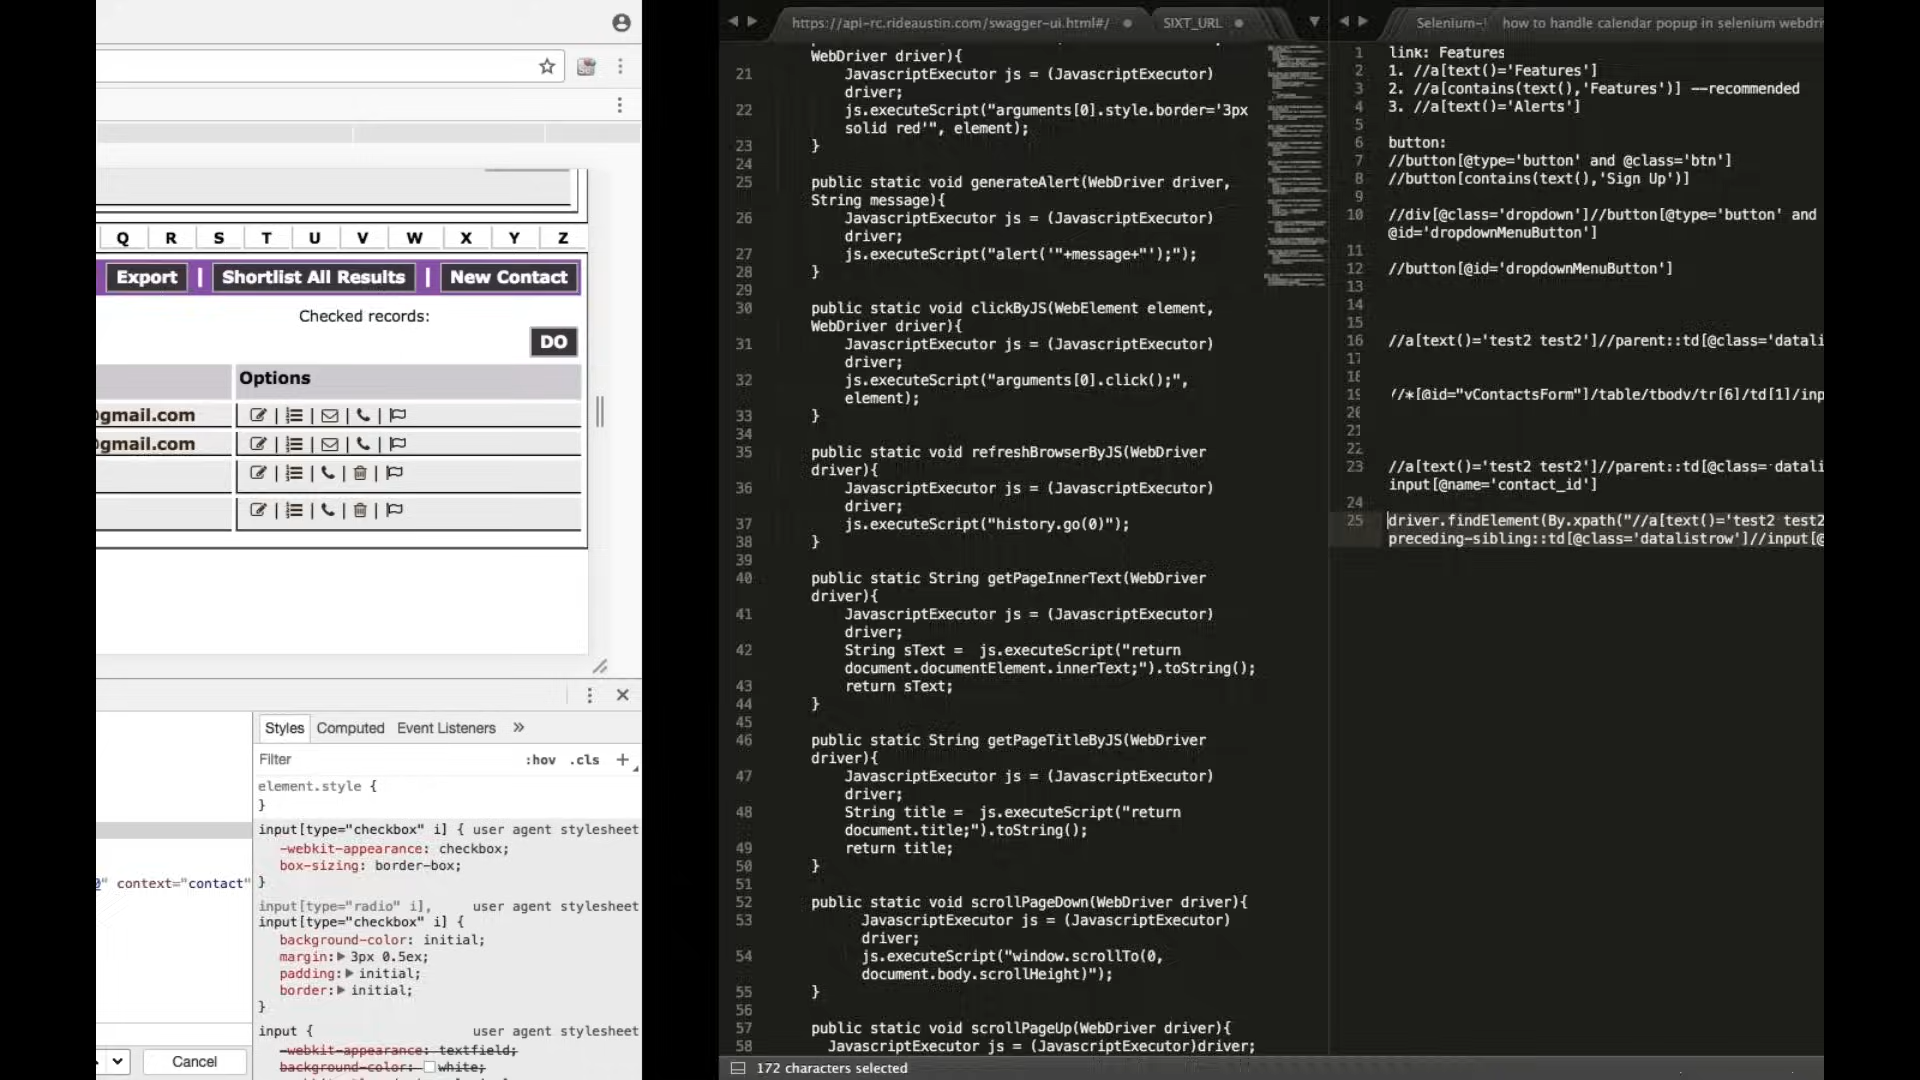 Q R S T U V W X Y Z
Export | Shortlist All Results | New Contact
Checked records:
DO
Options
@gmail.com
@gmail.com
Styles Computed Event Listeners »
Filter :hov .cls +
element.style {
}
input[type="checkbox" i] { user agent stylesheet
-webkit-appearance: checkbox;
box-sizing: border-box;
}
context="contact"
input[type="radio" i], user agent stylesheet
input[type="checkbox" i] {
background-color: initial;
margin: 3px 0.5ex;
padding: initial;
border: initial;
}
input { user agent stylesheet
-webkit-appearance: textfield;
background-color: white;
Cancel
https://api-rc.rideaustin.com/swagger-ui.html#/ SIXT_URL
WebDriver driver){
21 JavascriptExecutor js = (JavascriptExecutor)
driver;
22 js.executeScript("arguments[0].style.border='3px
solid red'", element);
23 }
24
25 public static void generateAlert(WebDriver driver,
String message){
26 JavascriptExecutor js = (JavascriptExecutor)
driver;
27 js.executeScript("alert('"+message+"');");
28 }
29
30 public static void clickByJS(WebElement element,
WebDriver driver){
31 JavascriptExecutor js = (JavascriptExecutor)
driver;
32 js.executeScript("arguments[0].click();",
element);
33 }
34
35 public static void refreshBrowserByJS(WebDriver
driver){
36 JavascriptExecutor js = (JavascriptExecutor)
driver;
37 js.executeScript("history.go(0)");
38 }
39
40 public static String getPageInnerText(WebDriver
driver){
41 JavascriptExecutor js = (JavascriptExecutor)
driver;
42 String sText = js.executeScript("return
document.documentElement.innerText;").toString();
43 return sText;
44 }
45
46 public static String getPageTitleByJS(WebDriver
driver){
47 JavascriptExecutor js = (JavascriptExecutor)
driver;
48 String title = js.executeScript("return
document.title;").toString();
49 return title;
50 }
51
52 public static void scrollPageDown(WebDriver driver){
53 JavascriptExecutor js = (JavascriptExecutor)
driver;
54 js.executeScript("window.scrollTo(0,
document.body.scrollHeight)");
55 }
56
57 public static void scrollPageUp(WebDriver driver){
58 JavascriptExecutor js = (JavascriptExecutor)driver;
172 characters selected
Selenium- how to handle calendar popup in selenium webdri
1 link: Features
2 1. //a[text()='Features']
3 2. //a[contains(text(),'Features')] --recommended
4 3. //a[text()='Alerts']
5
6 button:
7 //button[@type='button' and @class='btn']
8 //button[contains(text(),'Sign Up')]
9
10 //div[@class='dropdown']//button[@type='button' and
@id='dropdownMenuButton']
11
12 //button[@id='dropdownMenuButton']
13
14
15
16 //a[text()='test2 test2']//parent::td[@class='datali
17
18
19 //*[@id="vContactsForm"]/table/tbody/tr[6]/td[1]/inp
20
21
22
23 //a[text()='test2 test2']//parent::td[@class='datali
input[@name='contact_id']
24
25 driver.findElement(By.xpath("//a[text()='test2 test2
preceding-sibling::td[@class='datalistrow']//input[@